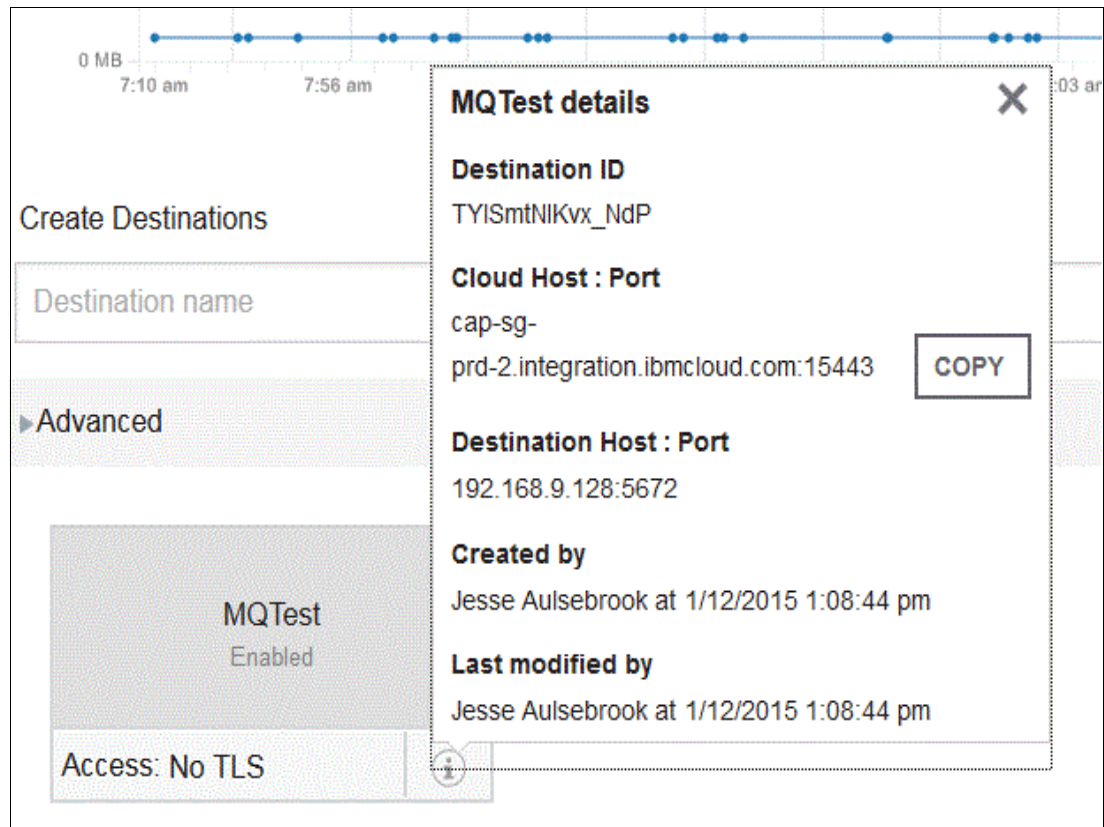 0 MB
7:10 am
7:56 am
:03 ar
MQTest details
Destination ID
TYISmtNIKvx_NdP
Create Destinations
Destination name
Cloud Host : Port
cap-sg-
prd-2.integration.ibmcloud.com:15443
COPY
Advanced
Destination Host : Port
192.168.9.128:5672
Created by
Jesse Aulsebrook at 1/12/2015 1:08:44 pm
Last modified by
Jesse Aulsebrook at 1/12/2015 1:08:44 pm
MQTest
Enabled
Access: No TLS